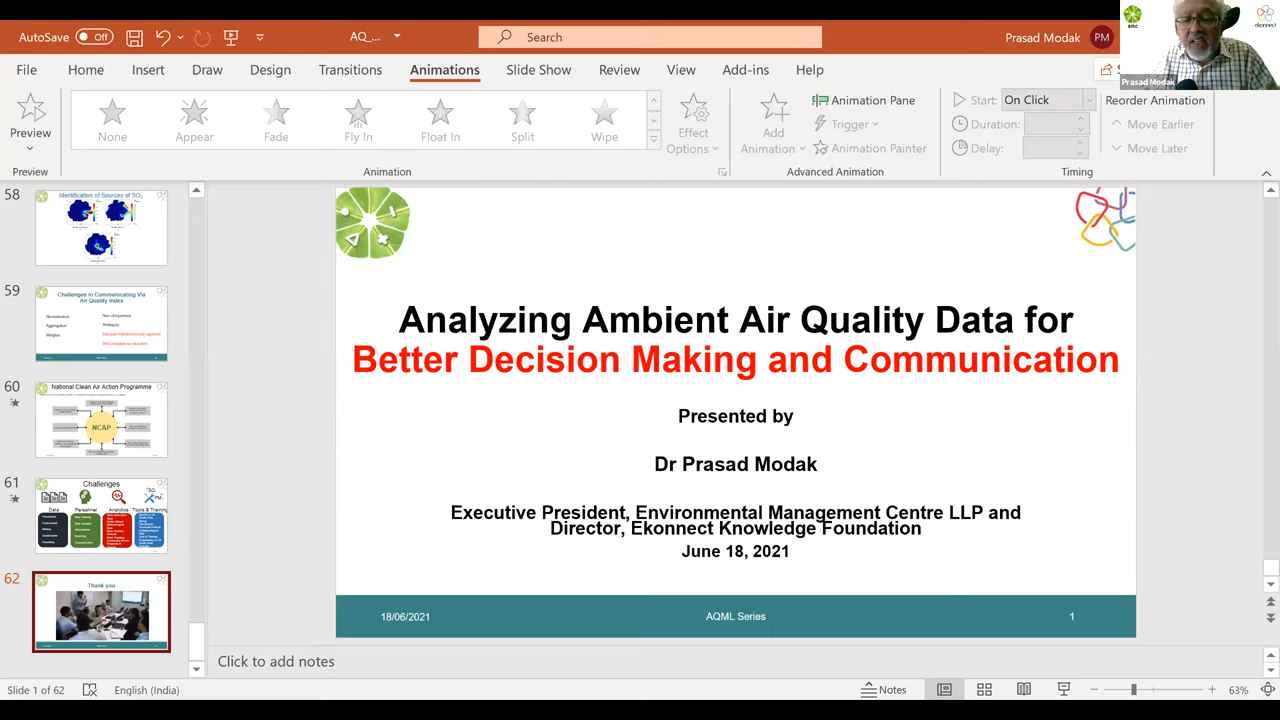 AutoSave Off AQ_... Search Prasad Modak PM
emc ekonnect
Prasad Modak
File Home Insert Draw Design Transitions Animations Slide Show Review View Add-ins Help
Preview
None Appear Fade Fly In Float In Split Wipe
Effect Options
Add Animation
Animation Pane
Trigger
Animation Painter
Start: On Click
Duration:
Delay:
Reorder Animation
Move Earlier
Move Later
Preview Animation Advanced Animation Timing
58
Identification of Sources of SO2
59
Challenges in Communicating Via
Air Quality Index
Normalization Non Uniqueness
Aggregation Ambiguity
Weights
60
National Clean Air Action Programme
NCAP
61
Challenges
Data Personnel Analytics Tools & Training
62
Thank you
Analyzing Ambient Air Quality Data for
Better Decision Making and Communication
Presented by
Dr Prasad Modak
Executive President, Environmental Management Centre LLP and
Director, Ekonnect Knowledge Foundation
June 18, 2021
18/06/2021 AQML Series 1
Click to add notes
Slide 1 of 62 English (India) Notes 63%